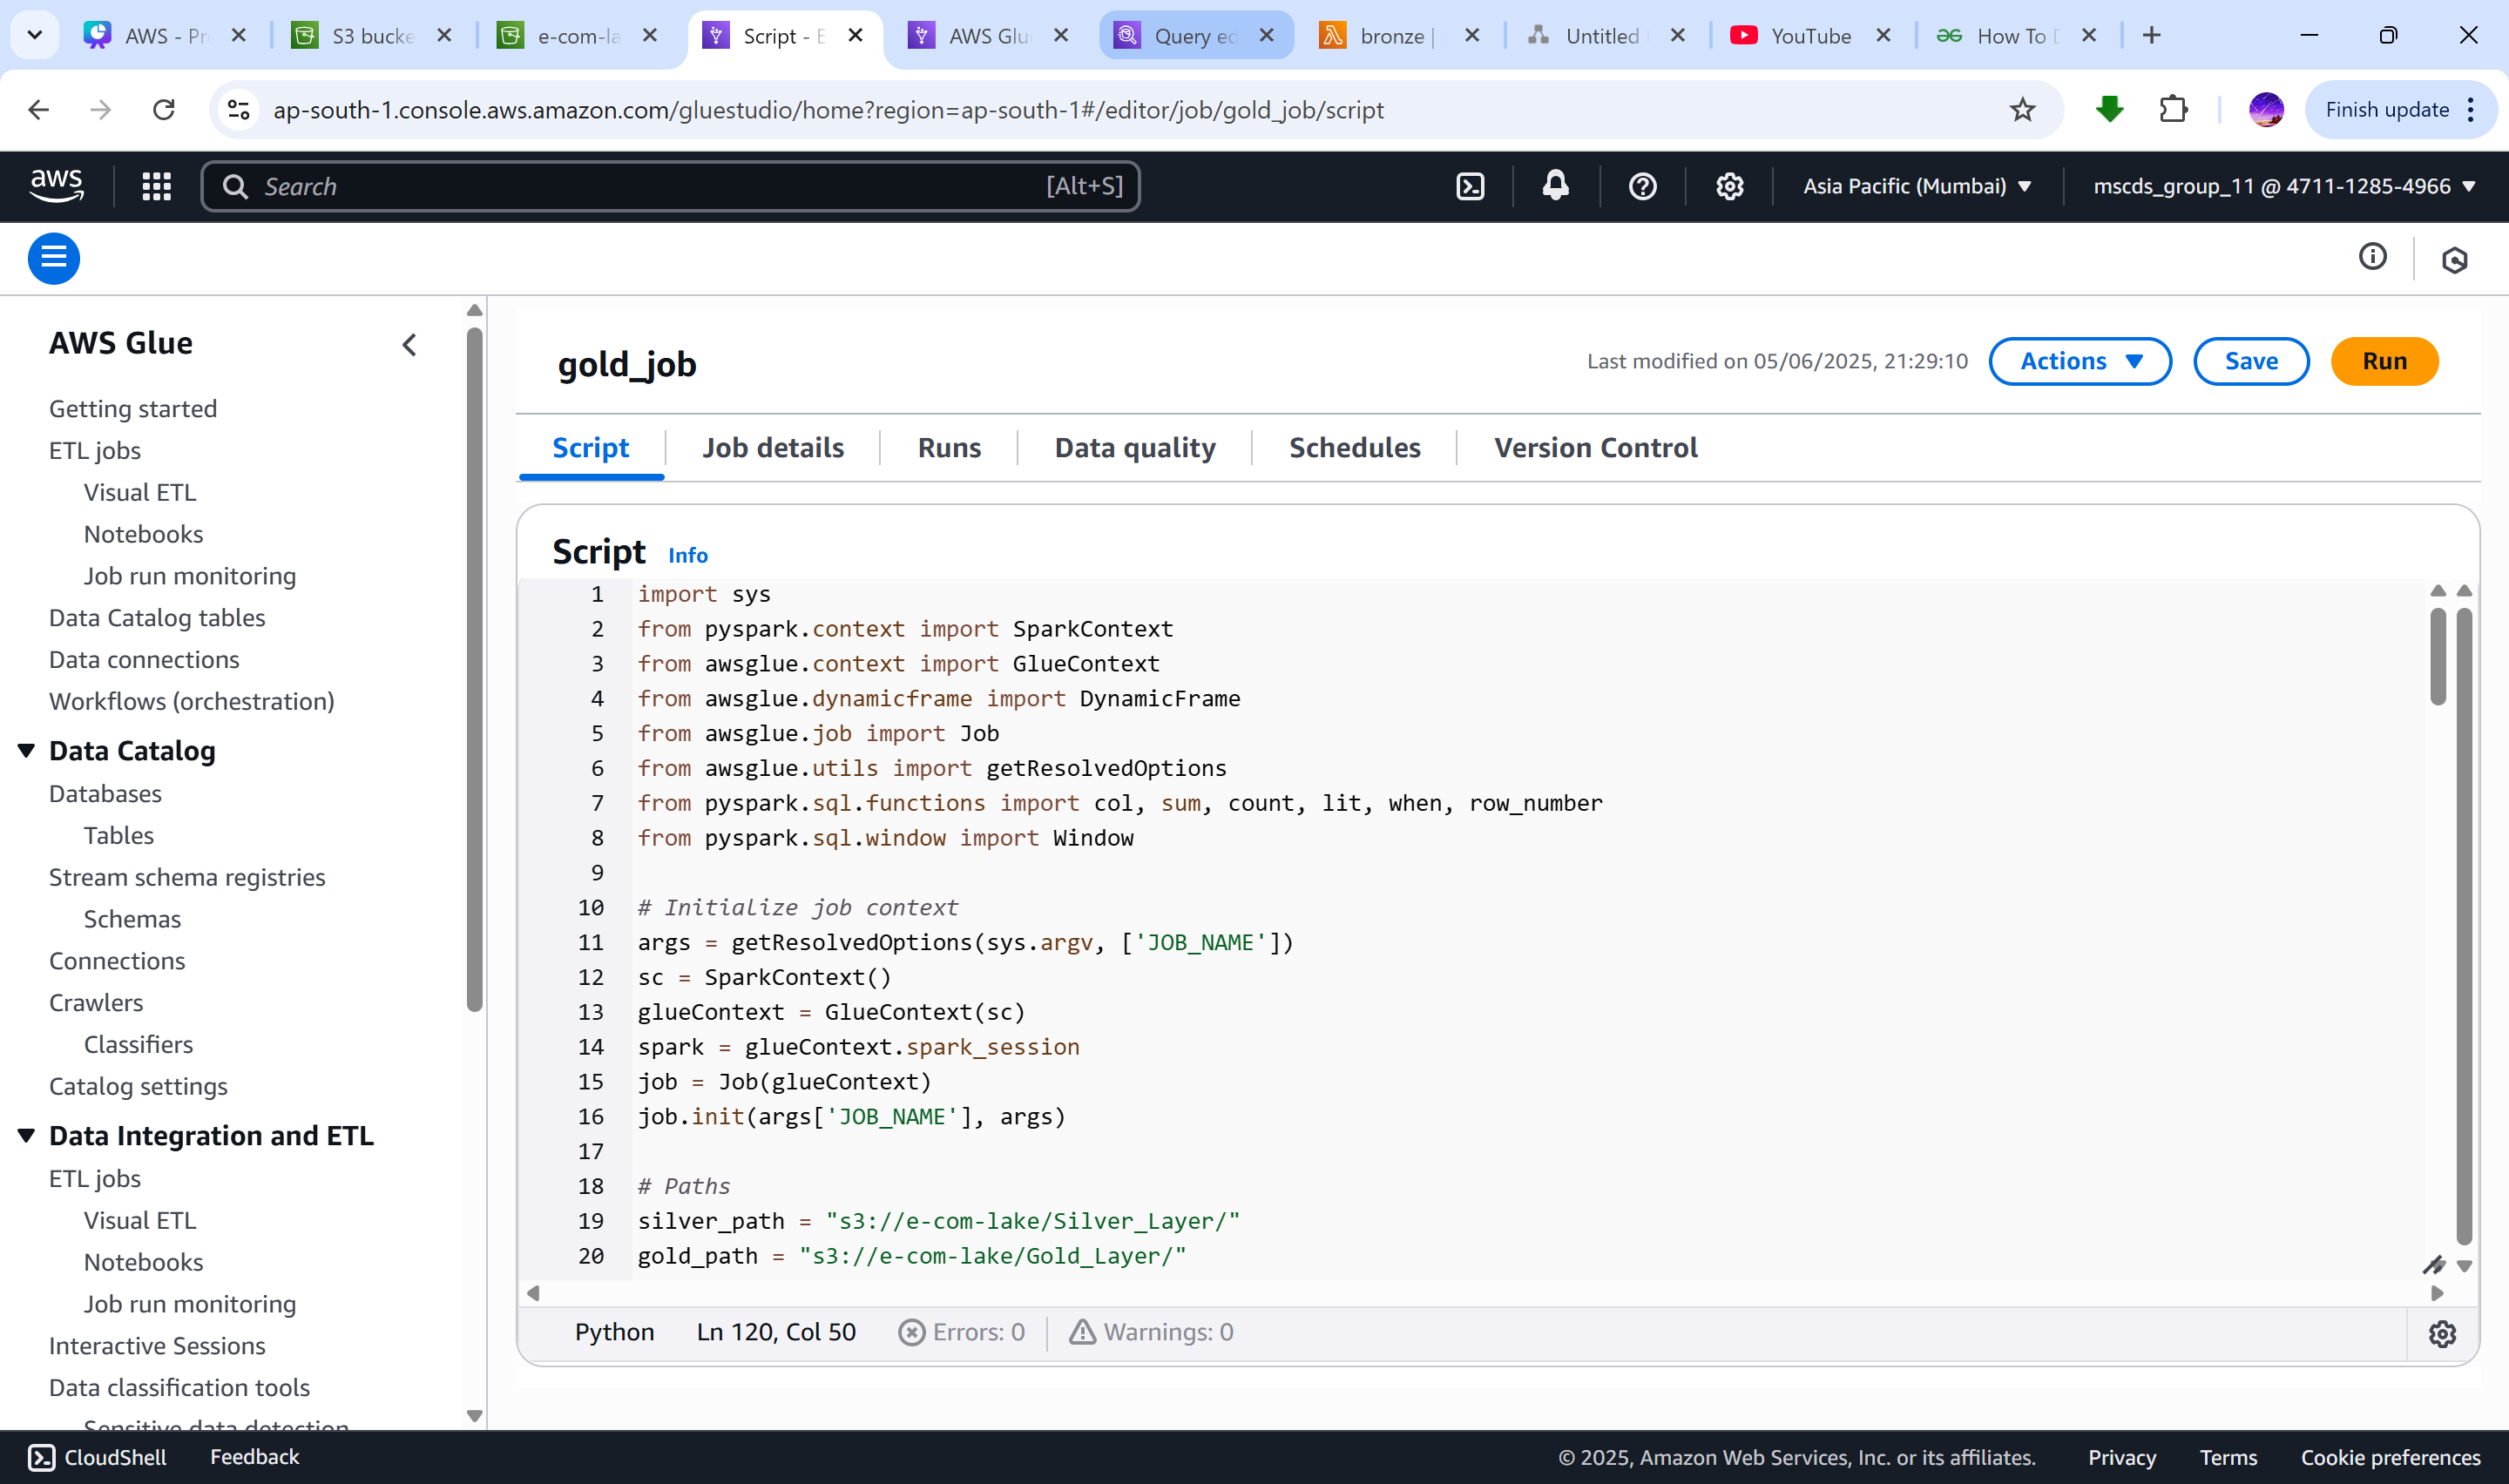 AWS - Pr
S3 bucke
e-com-la
Script - E
AWS Glu
Query ed
bronze |
Untitled
YouTube
How To D
ap-south-1.console.aws.amazon.com/gluestudio/home?region=ap-south-1#/editor/job/gold_job/script
Finish update
aws
Search
[Alt+S]
Asia Pacific (Mumbai)
mscds_group_11 @ 4711-1285-4966
AWS Glue
Getting started
ETL jobs
Visual ETL
Notebooks
Job run monitoring
Data Catalog tables
Data connections
Workflows (orchestration)
Data Catalog
Databases
Tables
Stream schema registries
Schemas
Connections
Crawlers
Classifiers
Catalog settings
Data Integration and ETL
ETL jobs
Visual ETL
Notebooks
Job run monitoring
Interactive Sessions
Data classification tools
Sensitive data detection
gold_job
Last modified on 05/06/2025, 21:29:10
Actions
Save
Run
Script
Job details
Runs
Data quality
Schedules
Version Control
Script Info
1 import sys
2 from pyspark.context import SparkContext
3 from awsglue.context import GlueContext
4 from awsglue.dynamicframe import DynamicFrame
5 from awsglue.job import Job
6 from awsglue.utils import getResolvedOptions
7 from pyspark.sql.functions import col, sum, count, lit, when, row_number
8 from pyspark.sql.window import Window
9
10 # Initialize job context
11 args = getResolvedOptions(sys.argv, ['JOB_NAME'])
12 sc = SparkContext()
13 glueContext = GlueContext(sc)
14 spark = glueContext.spark_session
15 job = Job(glueContext)
16 job.init(args['JOB_NAME'], args)
17
18 # Paths
19 silver_path = "s3://e-com-lake/Silver_Layer/"
20 gold_path = "s3://e-com-lake/Gold_Layer/"
Python
Ln 120, Col 50
Errors: 0
Warnings: 0
CloudShell
Feedback
© 2025, Amazon Web Services, Inc. or its affiliates.
Privacy
Terms
Cookie preferences